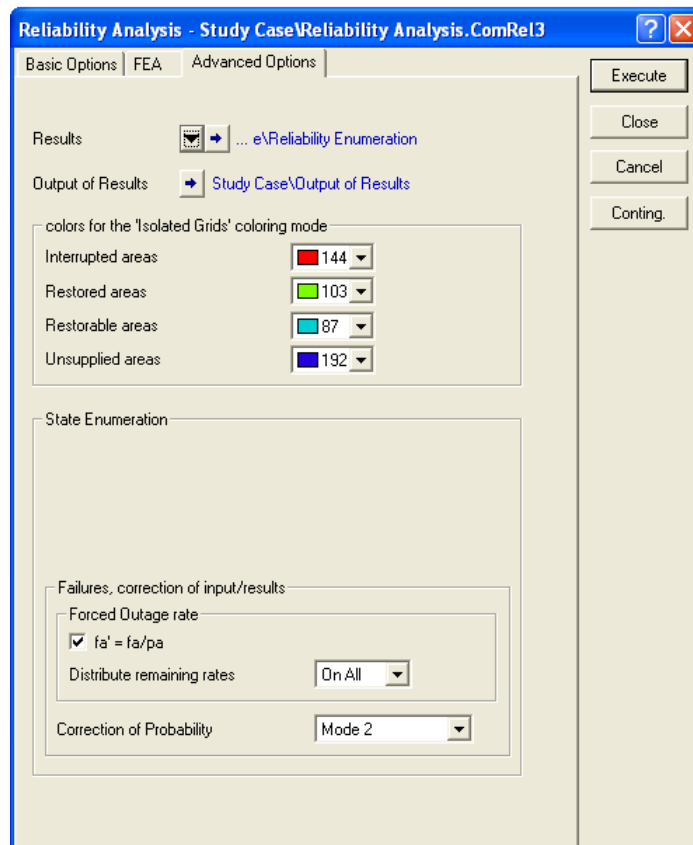 Reliability Analysis - Study Case\Reliability Analysis.ComRel3
Basic Options
FEA
Advanced Options
Execute
Close
Cancel
Conting.
Results
... e\Reliability Enumeration
Output of Results
Study Case\Output of Results
colors for the 'Isolated Grids' coloring mode
Interrupted areas
144
Restored areas
103
Restorable areas
87
Unsupplied areas
192
State Enumeration
Failures, correction of input/results
Forced Outage rate
fa' = fa/pa
Distribute remaining rates
On All
Correction of Probability
Mode 2